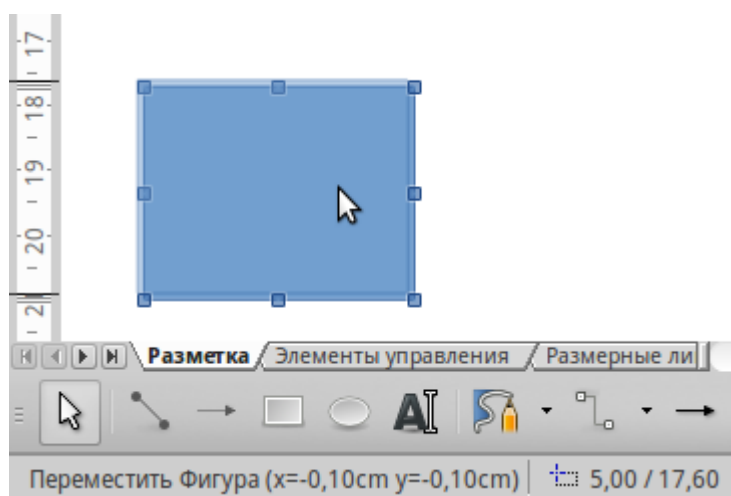 17
18
19
20
2
Разметка Элементы управления Размерные ли
Переместить Фигура (x=-0,10cm y=-0,10cm) 5,00 / 17,60